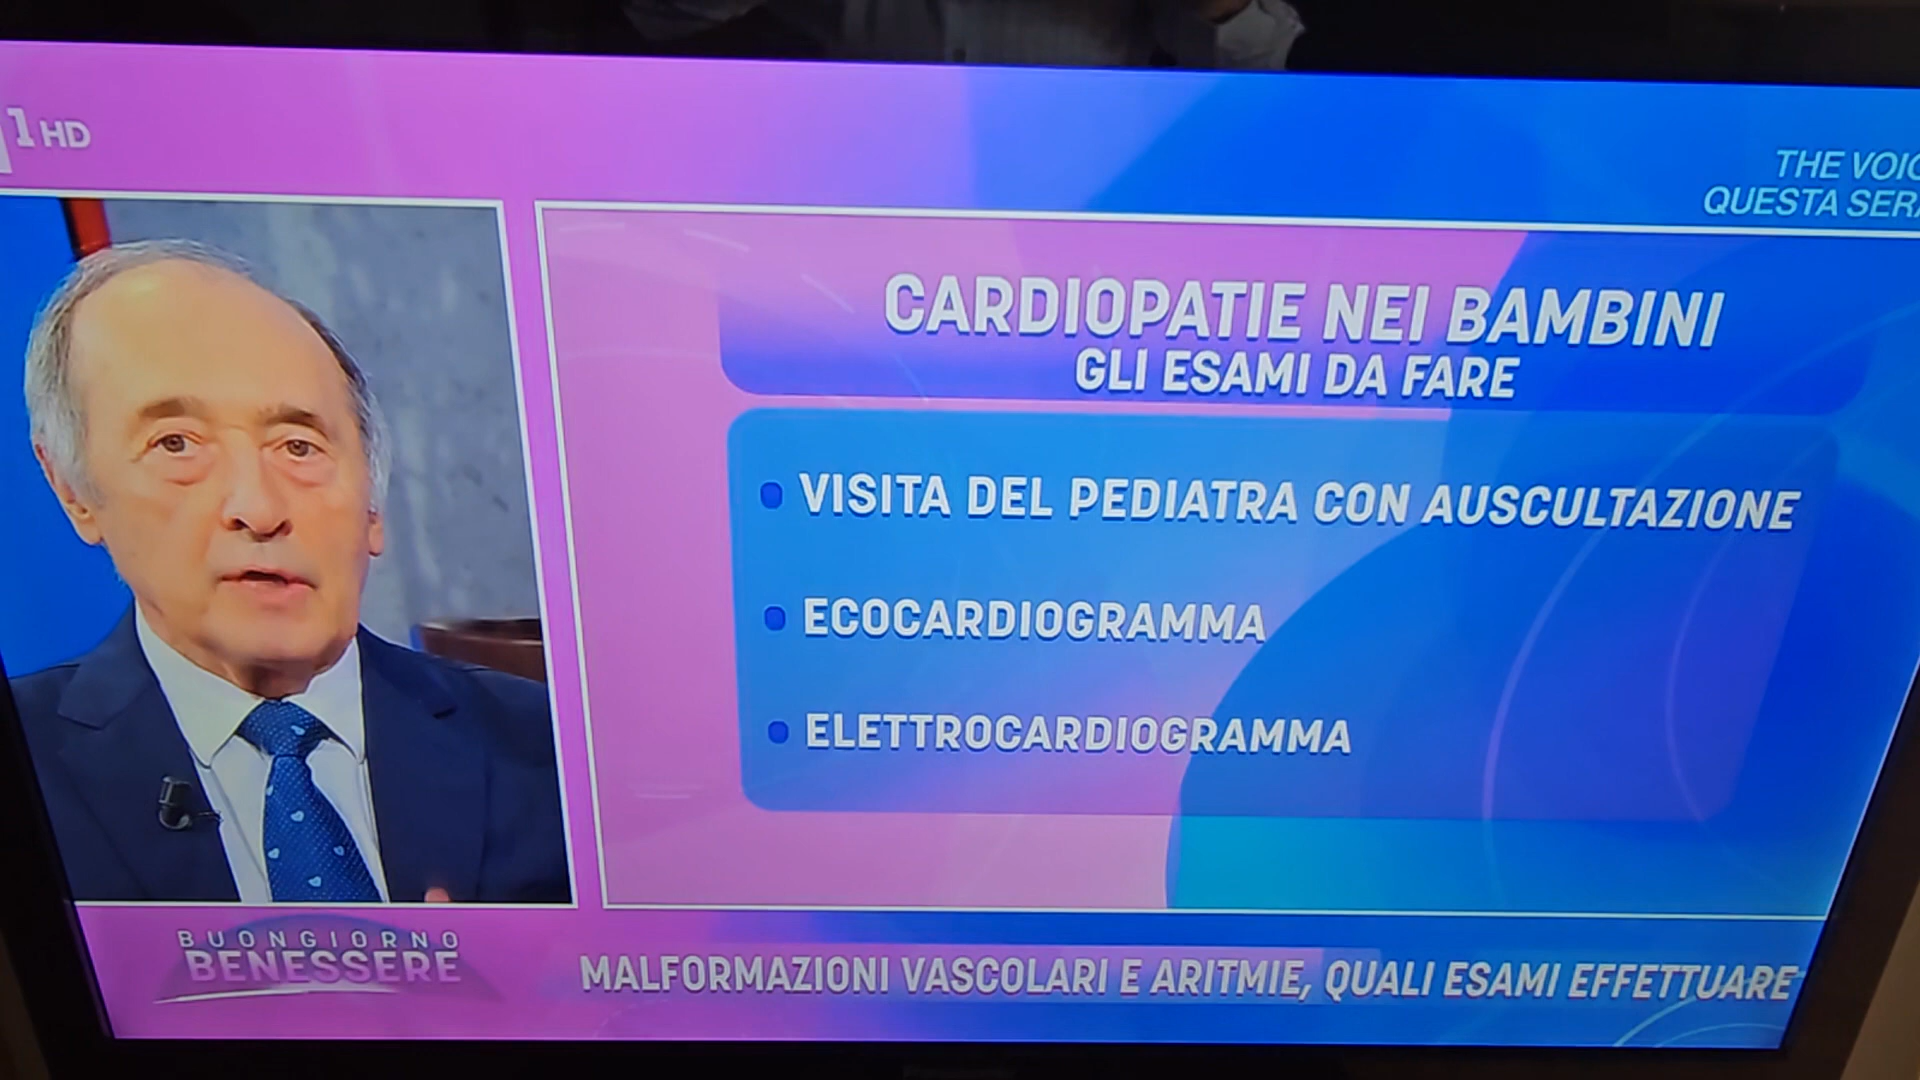 1 HD
THE VOIC
QUESTA SERA
CARDIOPATIE NEI BAMBINI
GLI ESAMI DA FARE
VISITA DEL PEDIATRA CON AUSCULTAZIONE
ECOCARDIOGRAMMA
ELETTROCARDIOGRAMMA
BUONGIORNO
BENESSERE
MALFORMAZIONI VASCOLARI E ARITMIE, QUALI ESAMI EFFETTUARE